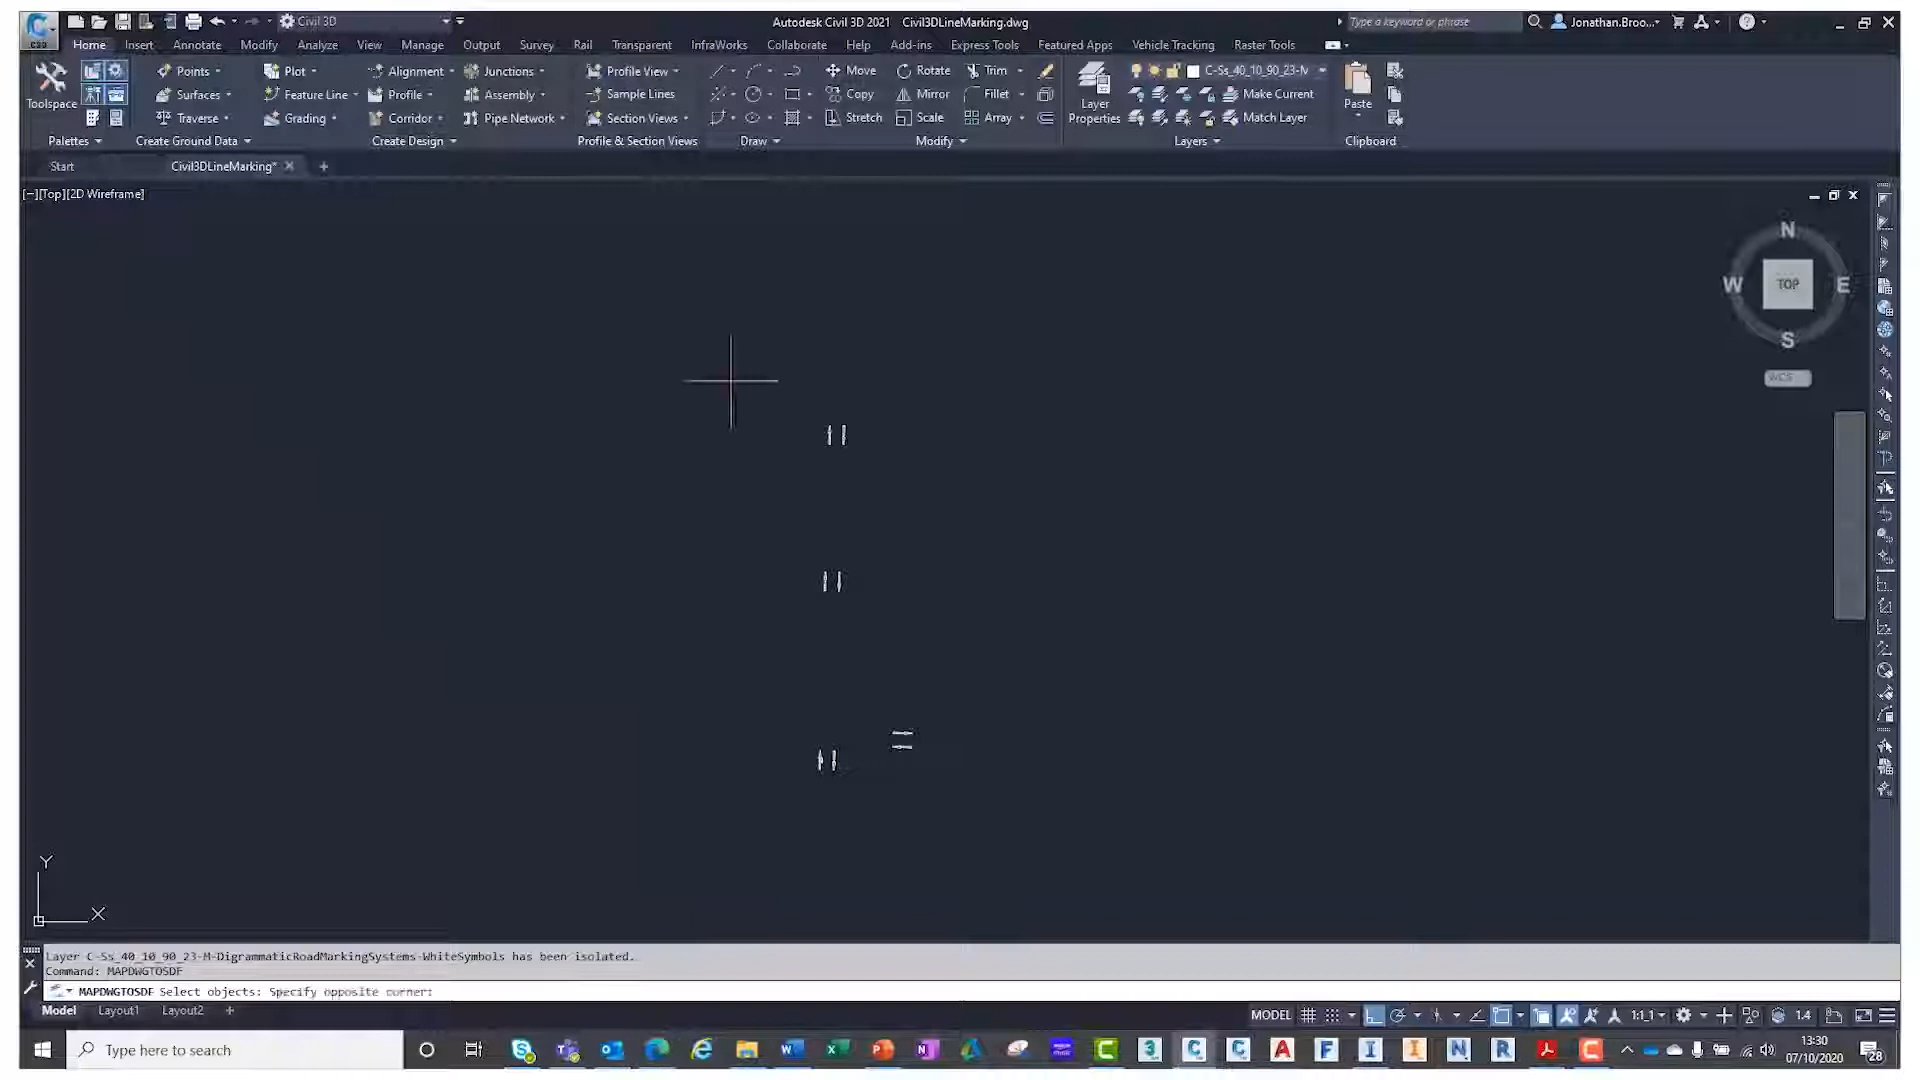 C3D
Civil 3D
Autodesk Civil 3D 2021 Civil3DLineMarking.dwg
Type a keyword or phrase
Jonathan.Broo...
Home Insert Annotate Modify Analyze View Manage Output Survey Rail Transparent InfraWorks Collaborate Help Add-ins Express Tools Featured Apps Vehicle Tracking Raster Tools
Points Plot Alignment Junctions Profile View Move Rotate Trim C-Ss_40_10_90_23-M
Toolspace Surfaces Feature Line Profile Assembly Sample Lines Copy Mirror Fillet Layer Properties Make Current Paste
Traverse Grading Corridor Pipe Network Section Views Stretch Scale Array Match Layer
Palettes Create Ground Data Create Design Profile & Section Views Draw Modify Layers Clipboard
Start Civil3DLineMarking*
[−][Top][2D Wireframe]
N
W TOP E
S
WCS
Y
X
Layer C-Ss_40_10_90_23-M-DigrammaticRoadMarkingSystems-WhiteSymbols has been isolated.
Command: MAPDWGTOSDF
MAPDWGTOSDF Select objects: Specify opposite corner:
Model Layout1 Layout2 +
MODEL 1:1 1.4
Type here to search
13:30
07/10/2020
28